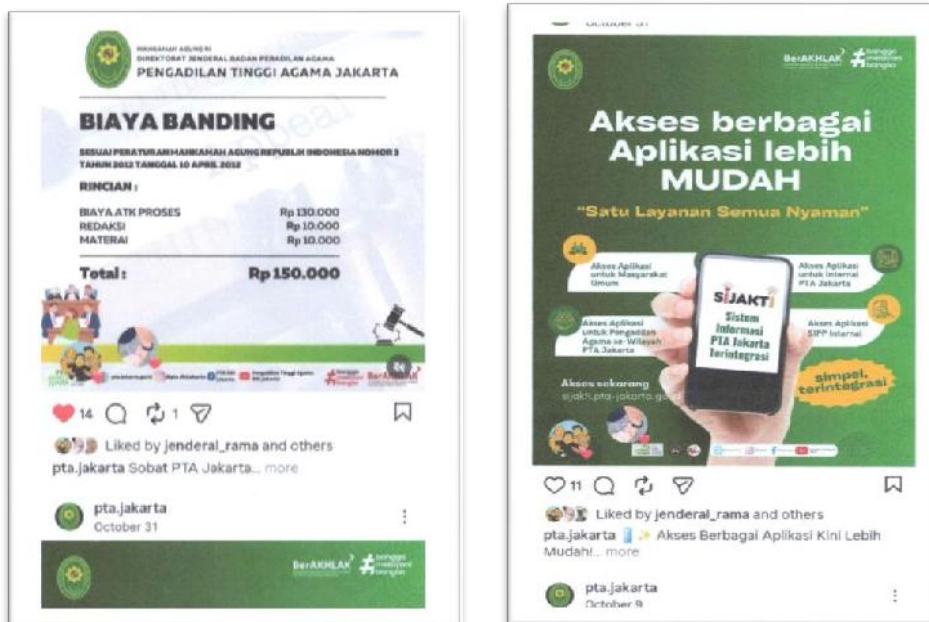 MAHKAMAH AGUNG RI
DIREKTORAT JENDERAL BADAN PERADILAN AGAMA
PENGADILAN TINGGI AGAMA JAKARTA
BIAYA BANDING
SESUAI PERATURAN MAHKAMAH AGUNG REPUBLIK INDONESIA NOMOR 3
TAHUN 2012 TANGGAL 10 APRIL 2012
RINCIAN :
BIAYA ATK PROSES Rp 130.000
REDAKSI Rp 10.000
MATERAI Rp 10.000
Total : Rp 150.000
BerAKHLAK
14 1
Liked by jenderal_rama and others
pta.jakarta Sobat PTA Jakarta... more
pta.jakarta
October 31
BerAKHLAK
bangga
melayani
bangsa
October 31
BerAKHLAK
bangga
melayani
bangsa
Akses berbagai
Aplikasi lebih
MUDAH
"Satu Layanan Semua Nyaman"
Akses Aplikasi
untuk Masyarakat
Umum
Akses Aplikasi
untuk Internal
PTA Jakarta
SIJAKTI
Sistem
Informasi
PTA Jakarta
Terintegrasi
Akses Aplikasi
untuk Pengadilan
Agama se-Wilayah
PTA Jakarta
Akses Aplikasi
SIPP Internal
simpel,
terintegrasi
Akses sekarang
sijakti.pta-jakarta.go.id
11
Liked by jenderal_rama and others
pta.jakarta Akses Berbagai Aplikasi Kini Lebih
Mudah!... more
pta.jakarta
October 9